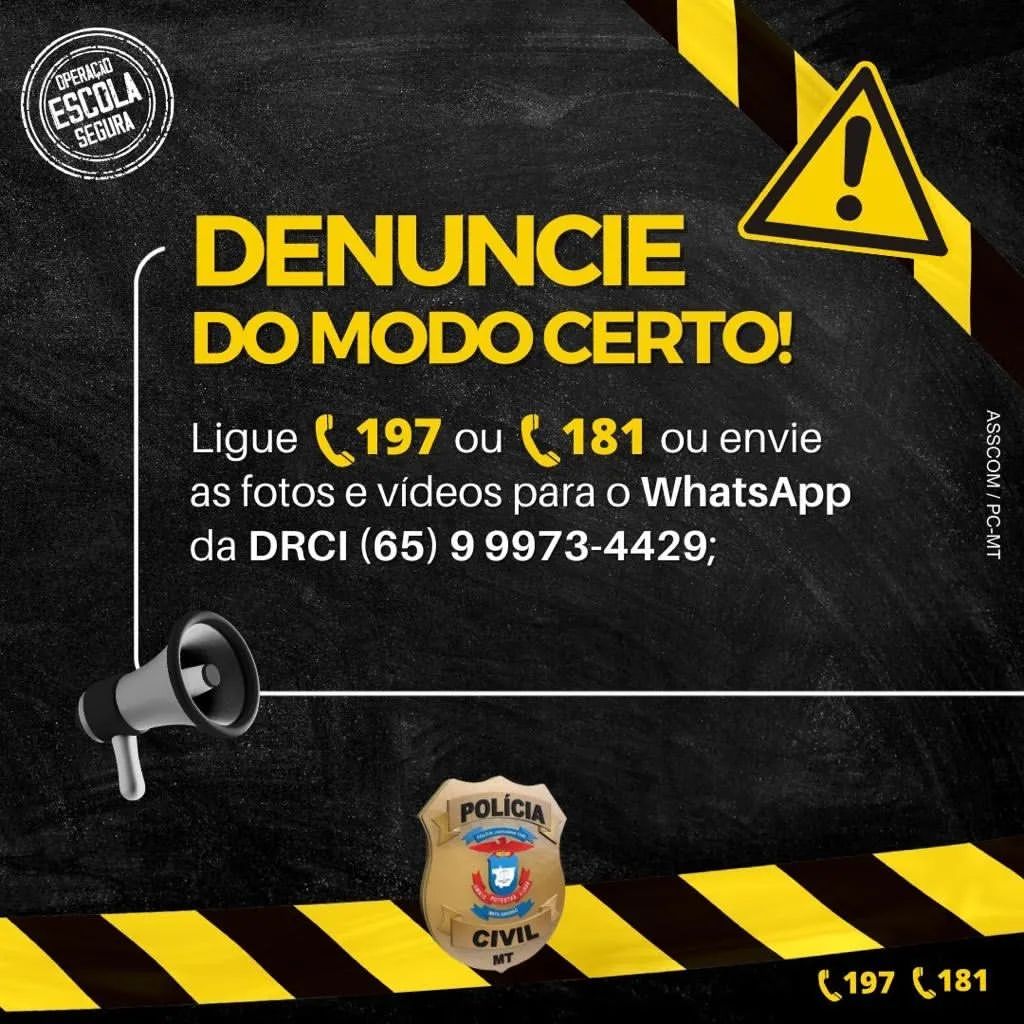 OPERAÇÃO
ESCOLA
SEGURA
DENUNCIE
DO MODO CERTO!
Ligue 197 ou 181 ou envie
as fotos e vídeos para o WhatsApp
da DRCI (65) 9 9973-4429;
ASSCOM / PC-MT
POLÍCIA
CIVIL
MT
197 181